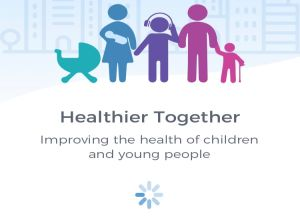 Healthier Together
Improving the health of children
and young people